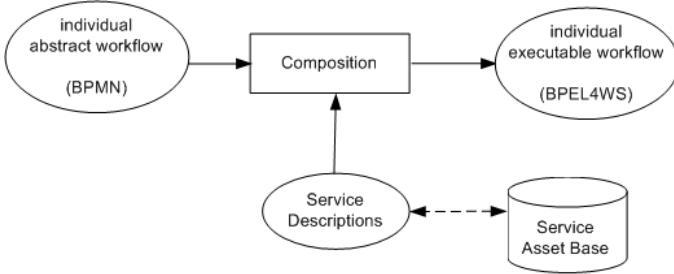 individual
abstract workflow
(BPMN)
Composition
individual
executable workflow
(BPEL4WS)
Service
Descriptions
Service
Asset Base